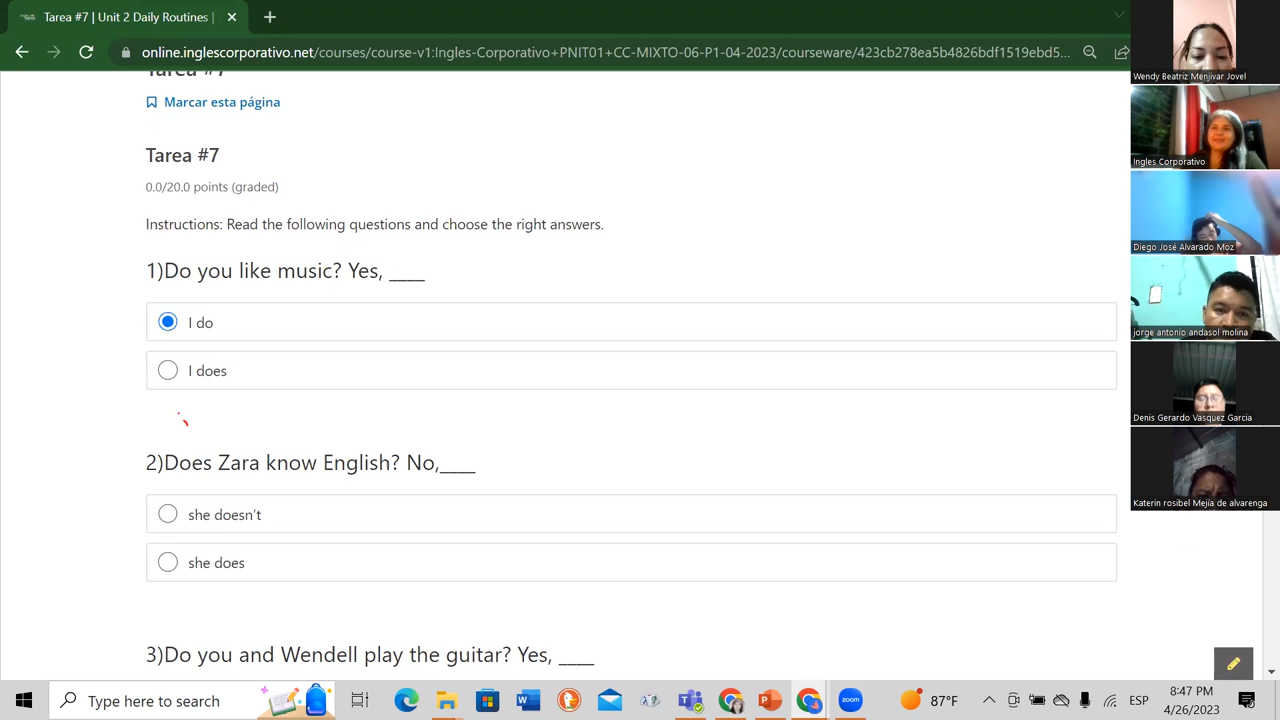 Tarea #7 | Unit 2 Daily Routines |
online.inglescorporativo.net/courses/course-v1:Ingles-Corporativo+PNIT01+CC-MIXTO-06-P1-04-2023/courseware/423cb278ea5b4826bdf1519ebd5...
Tarea #7
Marcar esta página
Tarea #7
0.0/20.0 points (graded)
Instructions: Read the following questions and choose the right answers.
1)Do you like music? Yes, ____
I do
I does
2)Does Zara know English? No,____
she doesn't
she does
3)Do you and Wendell play the guitar? Yes, ____
Wendy Beatriz Menjivar Jovel
Ingles Corporativo
Diego José Alvarado Moz
jorge antonio andasol molina
Denis Gerardo Vasquez Garcia
Katerin rosibel Mejía de alvarenga
Type here to search
zoom
87°F
ESP
8:47 PM
4/26/2023